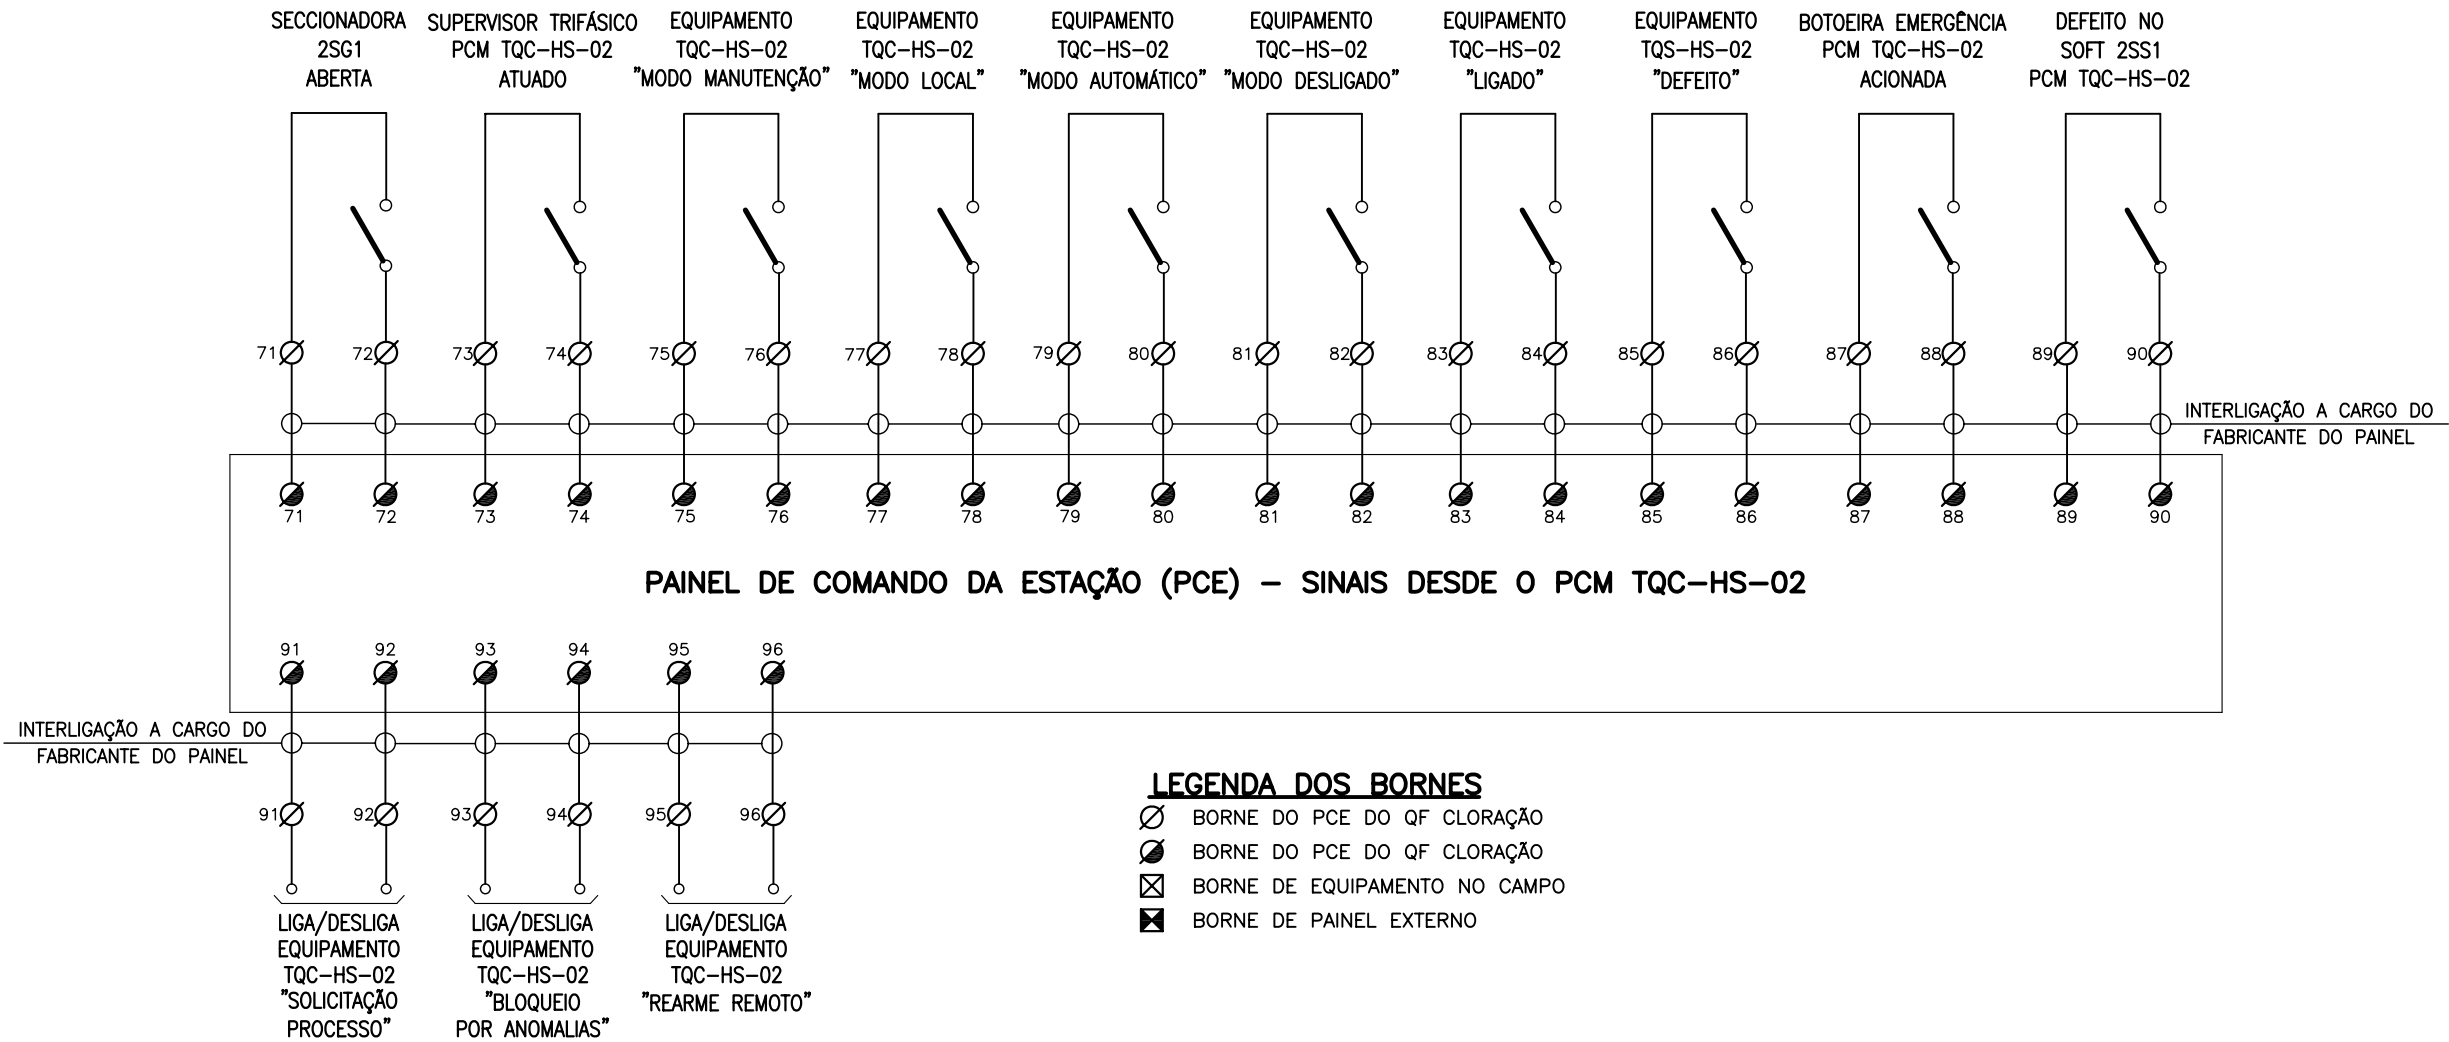 SECCIONADORA
2SG1
ABERTA
SUPERVISOR TRIFÁSICO
PCM TQC-HS-02
ATUADO
EQUIPAMENTO
TQC-HS-02
"MODO MANUTENÇÃO"
EQUIPAMENTO
TQC-HS-02
"MODO LOCAL"
EQUIPAMENTO
TQC-HS-02
"MODO AUTOMÁTICO"
EQUIPAMENTO
TQC-HS-02
"MODO DESLIGADO"
EQUIPAMENTO
TQC-HS-02
"LIGADO"
EQUIPAMENTO
TQS-HS-02
"DEFEITO"
BOTOEIRA EMERGÊNCIA
PCM TQC-HS-02
ACIONADA
DEFEITO NO
SOFT 2SS1
PCM TQC-HS-02
71 72 73 74 75 76 77 78 79 80 81 82 83 84 85 86 87 88 89 90
INTERLIGAÇÃO A CARGO DO
FABRICANTE DO PAINEL
71 72 73 74 75 76 77 78 79 80 81 82 83 84 85 86 87 88 89 90
PAINEL DE COMANDO DA ESTAÇÃO (PCE) - SINAIS DESDE O PCM TQC-HS-02
91 92 93 94 95 96
INTERLIGAÇÃO A CARGO DO
FABRICANTE DO PAINEL
91 92 93 94 95 96
LIGA/DESLIGA
EQUIPAMENTO
TQC-HS-02
"SOLICITAÇÃO
PROCESSO"
LIGA/DESLIGA
EQUIPAMENTO
TQC-HS-02
"BLOQUEIO
POR ANOMALIAS"
LIGA/DESLIGA
EQUIPAMENTO
TQC-HS-02
"REARME REMOTO"
LEGENDA DOS BORNES
BORNE DO PCE DO QF CLORAÇÃO
BORNE DO PCE DO QF CLORAÇÃO
BORNE DE EQUIPAMENTO NO CAMPO
BORNE DE PAINEL EXTERNO